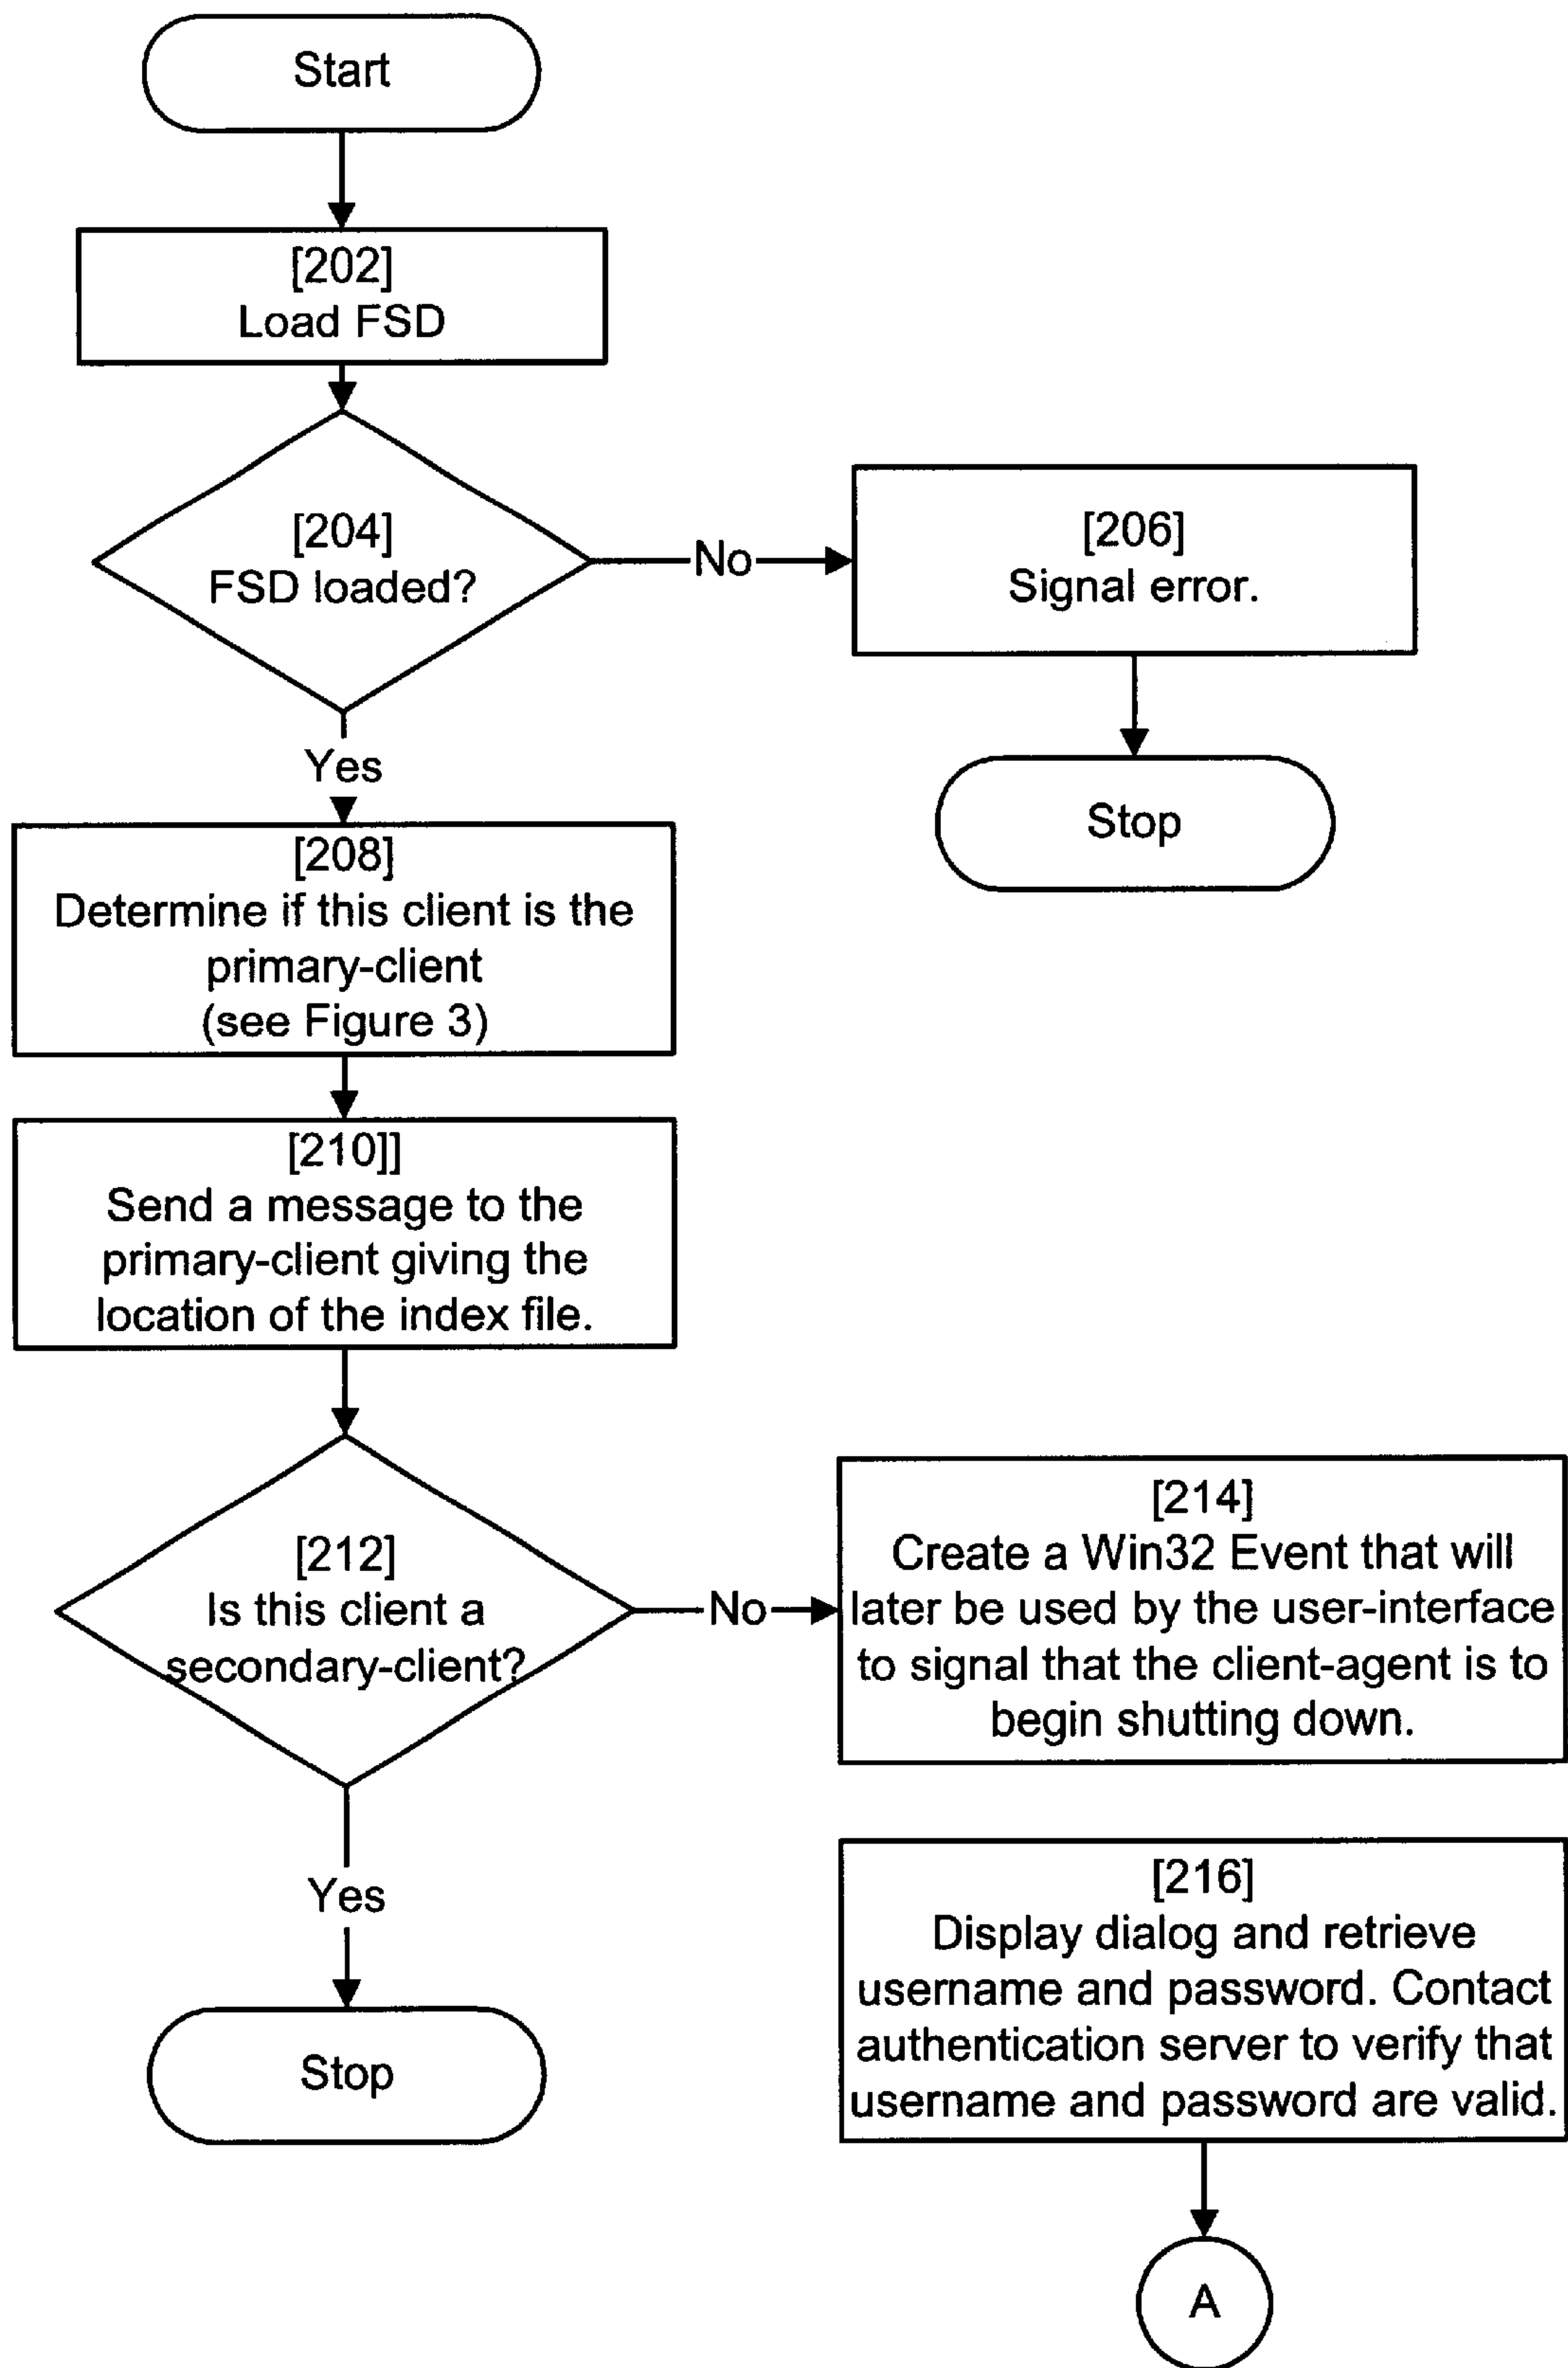 Start
[202]
Load FSD
[204]
FSD loaded?
No
[206]
Signal error.
Stop
Yes
[208]
Determine if this client is the
primary-client
(see Figure 3)
[210]]
Send a message to the
primary-client giving the
location of the index file.
[212]
Is this client a
secondary-client?
No
[214]
Create a Win32 Event that will
later be used by the user-interface
to signal that the client-agent is to
begin shutting down.
Yes
Stop
[216]
Display dialog and retrieve
username and password. Contact
authentication server to verify that
username and password are valid.
A